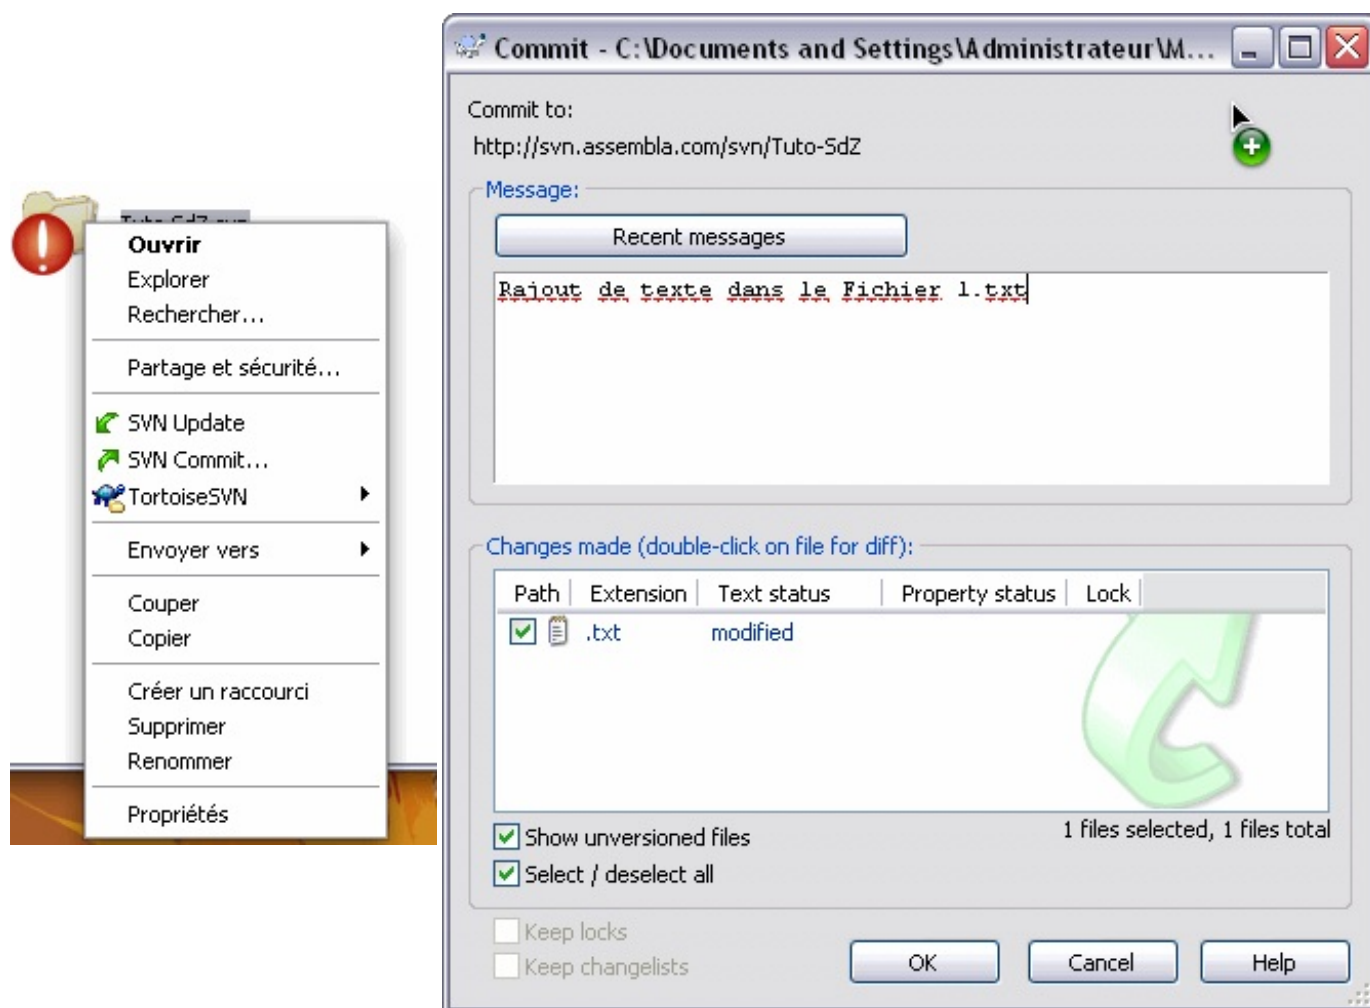 Ouvrir
Explorer
Rechercher...
Partage et sécurité...
SVN Update
SVN Commit...
TortoiseSVN
Envoyer vers
Couper
Copier
Créer un raccourci
Supprimer
Renommer
Propriétés
Commit - C:\Documents and Settings\Administrateur\M...
Commit to:
http://svn.assembla.com/svn/Tuto-SdZ
Message:
Recent messages
Rajout de texte dans le Fichier 1.txt
Changes made (double-click on file for diff):
Path Extension Text status Property status Lock
.txt modified
1 files selected, 1 files total
Show unversioned files
Select / deselect all
Keep locks
Keep changelists
OK Cancel Help